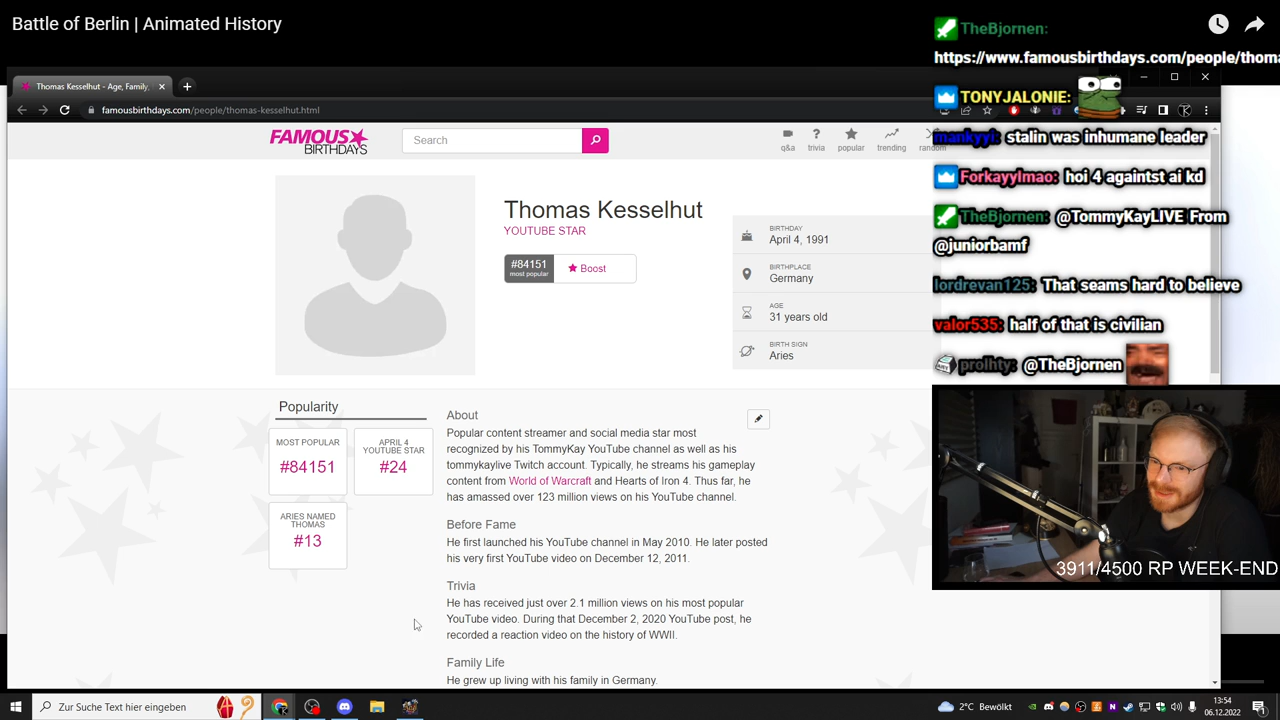 Battle of Berlin | Animated History
Thomas Kesselhut - Age, Family,
famousbirthdays.com/people/thomas-kesselhut.html
FAMOUS
BIRTHDAYS
Search
q&a
trivia
popular
trending
random
Thomas Kesselhut
YOUTUBE STAR
#84151
most popular
Boost
BIRTHDAY
April 4, 1991
BIRTHPLACE
Germany
AGE
31 years old
BIRTH SIGN
Aries
Popularity
MOST POPULAR
#84151
APRIL 4
YOUTUBE STAR
#24
ARIES NAMED
THOMAS
#13
About
Popular content streamer and social media star most
recognized by his TommyKay YouTube channel as well as his
tommykaylive Twitch account. Typically, he streams his gameplay
content from World of Warcraft and Hearts of Iron 4. Thus far, he
has amassed over 123 million views on his YouTube channel.
Before Fame
He first launched his YouTube channel in May 2010. He later posted
his very first YouTube video on December 12, 2011.
Trivia
He has received just over 2.1 million views on his most popular
YouTube video. During that December 2, 2020 YouTube post, he
recorded a reaction video on the history of WWII.
Family Life
He grew up living with his family in Germany.
TheBjornen:
https://www.famousbirthdays.com/people/thoma
TONYJALONIE:
mankyyi: stalin was inhumane leader
Forkayylmao: hoi 4 againtst ai kd
TheBjornen: @TommyKayLIVE From
@juniorbamf
lordrevan125: That seams hard to believe
valor535: half of that is civilian
prolhty: @TheBjornen
3911/4500 RP WEEK-END
Zur Suche Text hier eingeben
2°C Bewölkt
13:54
06.12.2022